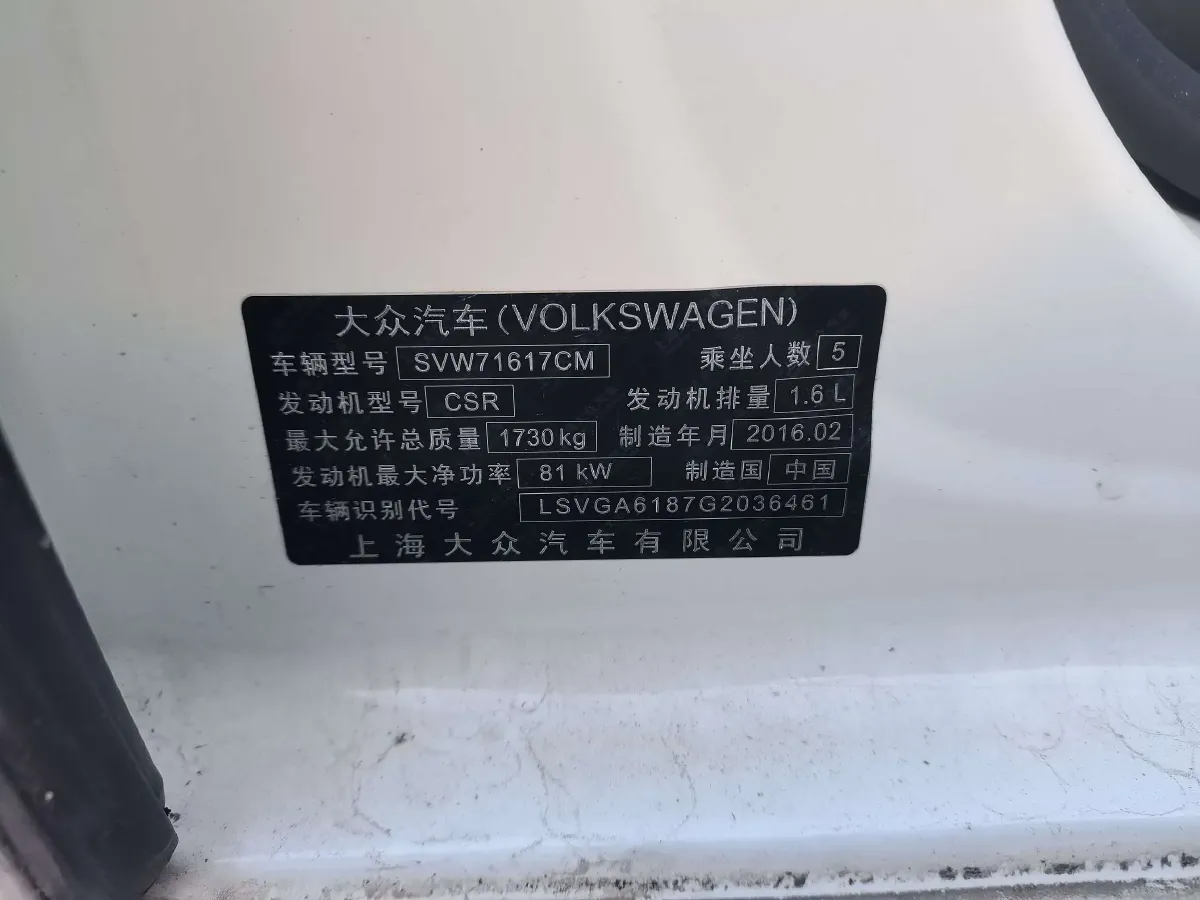 大众汽车(VOLKSWAGEN)
车辆型号 SVW71617CM 乘坐人数 5
发动机型号 CSR 发动机排量 1.6 L
最大允许总质量 1730kg 制造年月 2016.02
发动机最大净功率 81 kW 制造国 中国
车辆识别代号 LSVGA6187G2036461
上海大众汽车有限公司